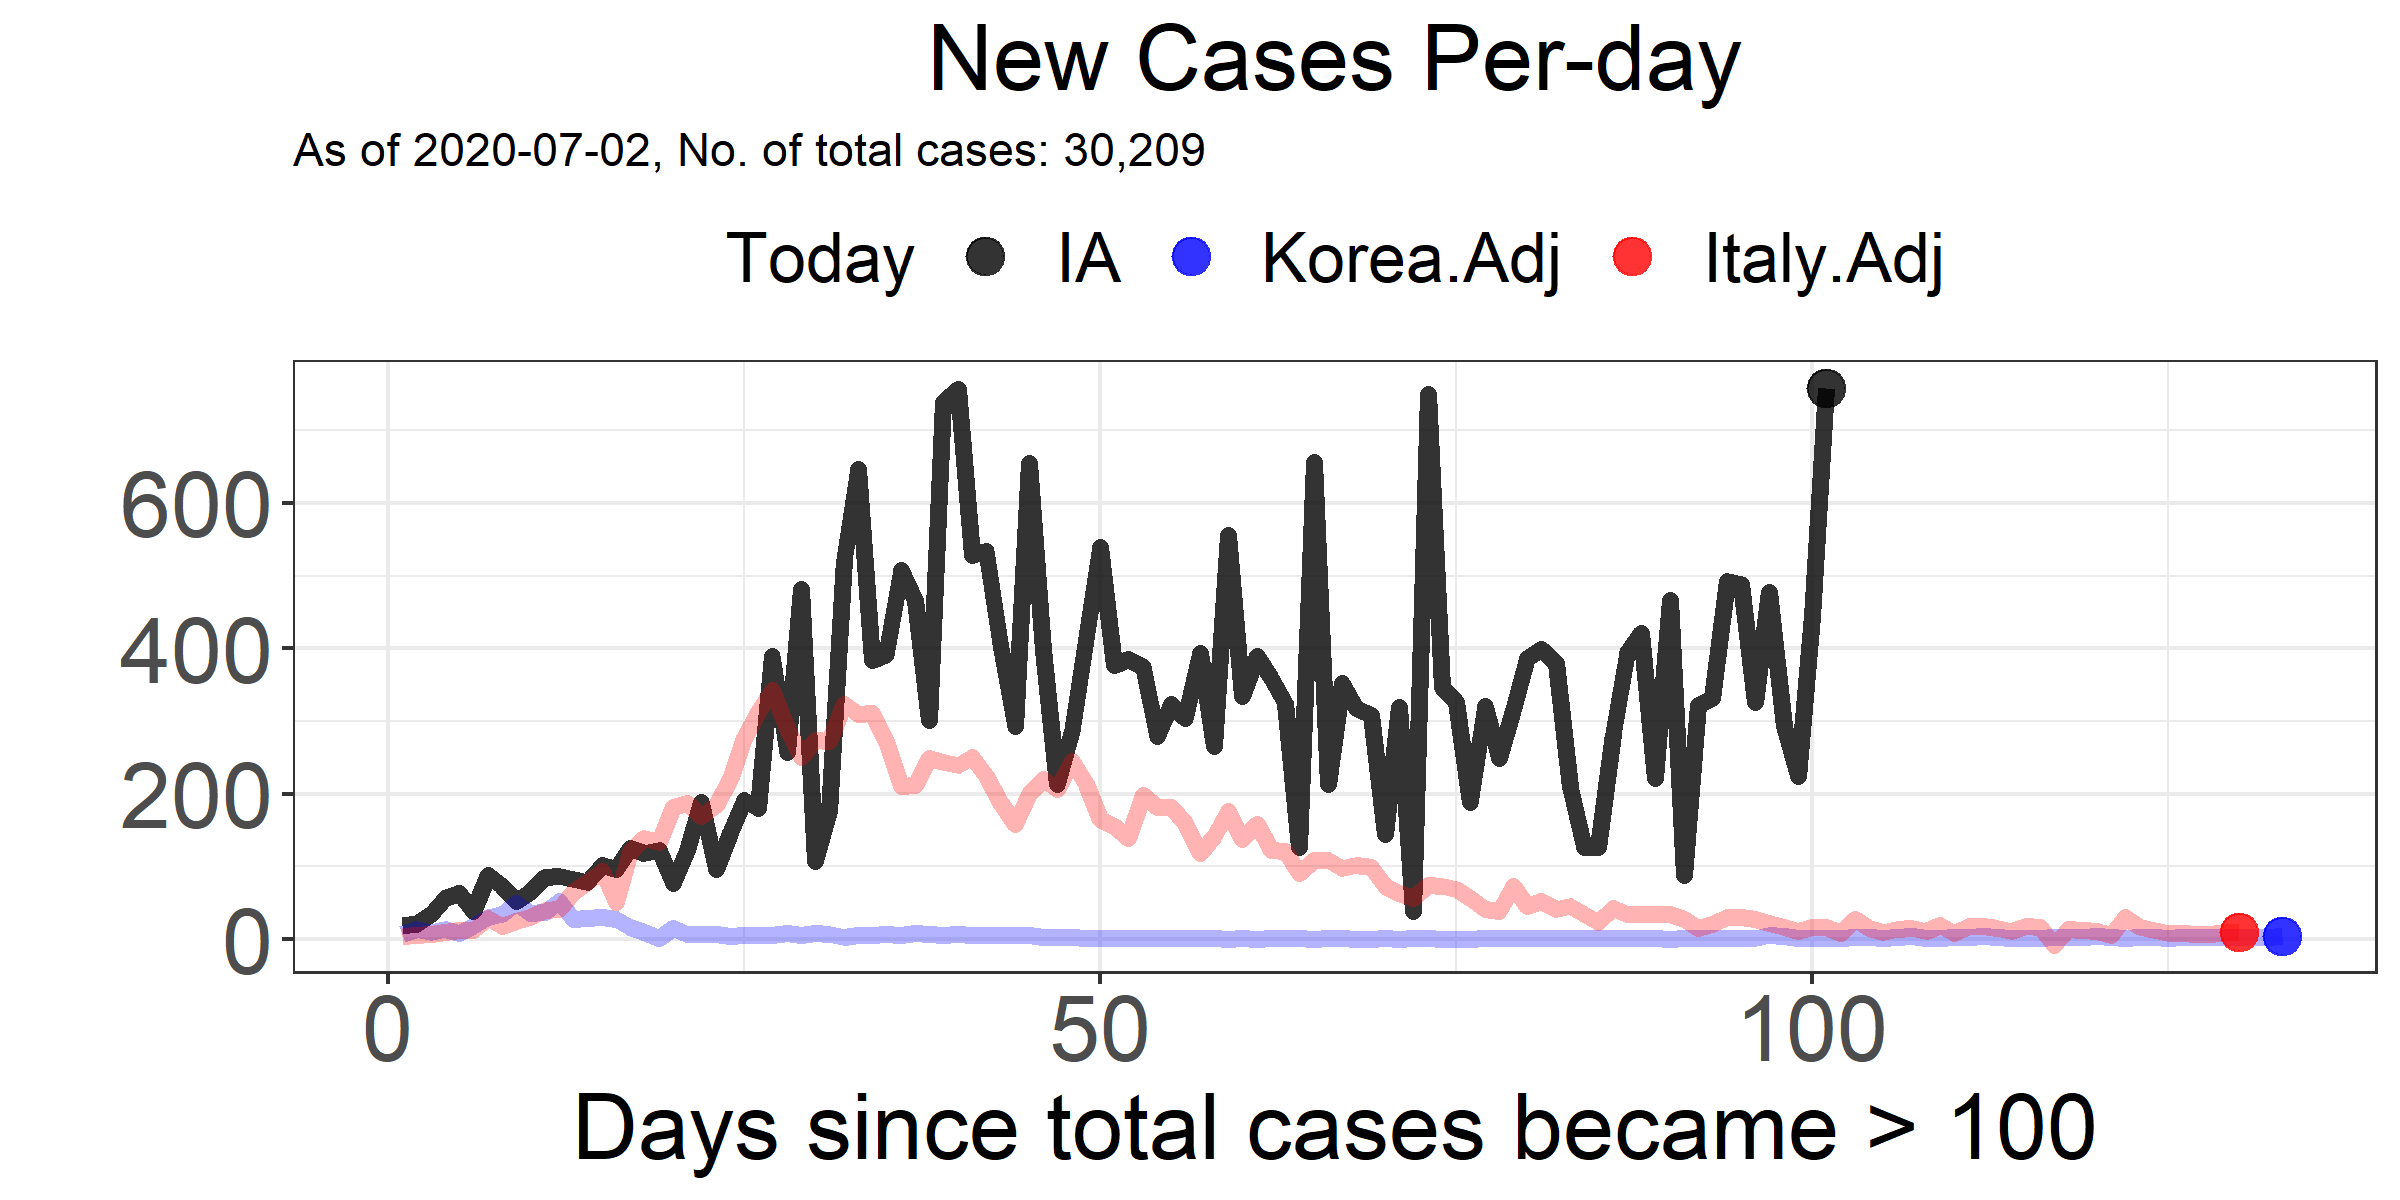 New Cases Per-day
As of 2020-07-02, No. of total cases: 30,209
Today IA Korea.Adj Italy.Adj
600
400
200
0
0 50 100
Days since total cases became > 100